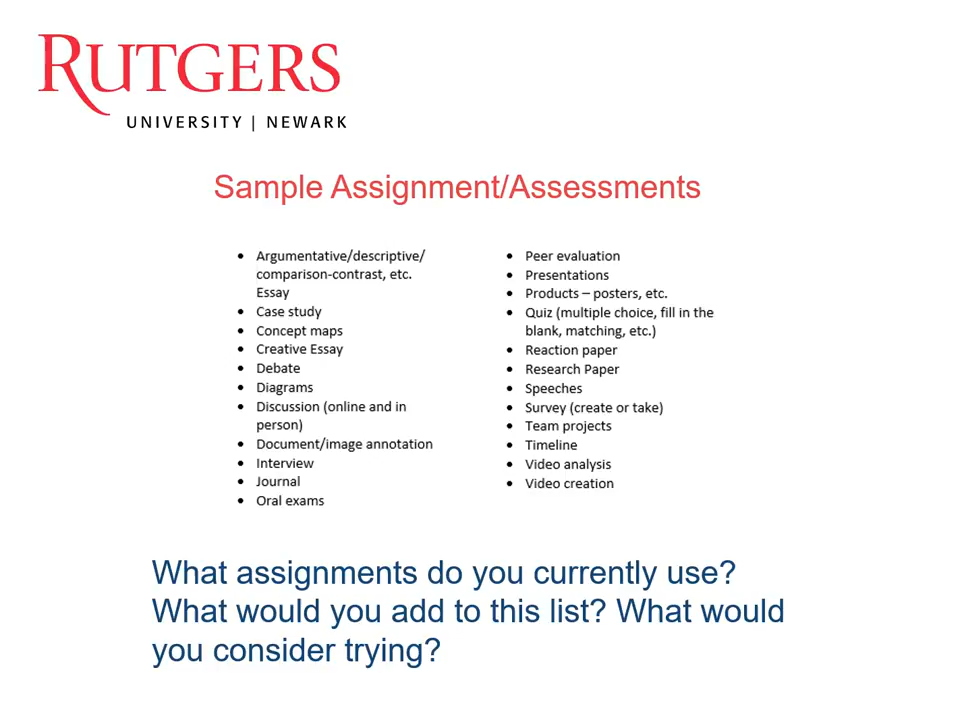 RUTGERS
UNIVERSITY | NEWARK
Sample Assignment/Assessments
• Argumentative/descriptive/
comparison-contrast, etc.
Essay
• Case study
• Concept maps
• Creative Essay
• Debate
• Diagrams
• Discussion (online and in
person)
• Document/image annotation
• Interview
• Journal
• Oral exams
• Peer evaluation
• Presentations
• Products – posters, etc.
• Quiz (multiple choice, fill in the
blank, matching, etc.)
• Reaction paper
• Research Paper
• Speeches
• Survey (create or take)
• Team projects
• Timeline
• Video analysis
• Video creation
What assignments do you currently use?
What would you add to this list? What would
you consider trying?